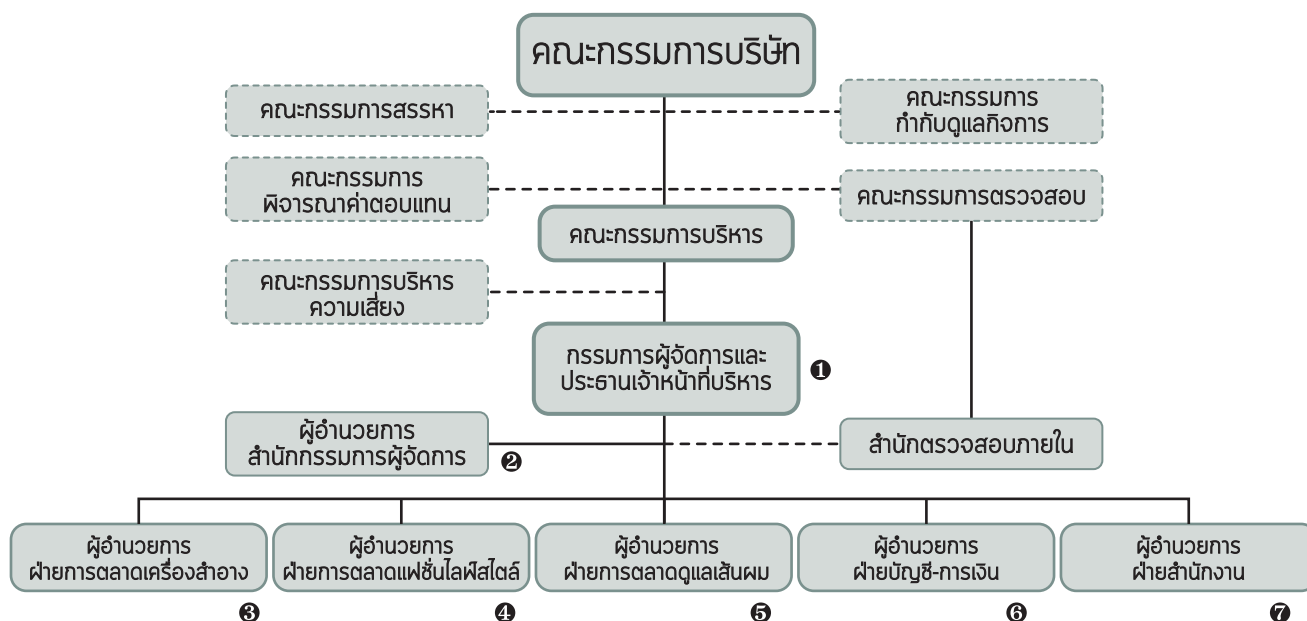 คณะกรรมการบริษัท
คณะกรรมการสรรหา
คณะกรรมการ
กำกับดูแลกิจการ
คณะกรรมการ
พิจารณาค่าตอบแทน
คณะกรรมการตรวจสอบ
คณะกรรมการบริหาร
คณะกรรมการบริหาร
ความเสี่ยง
กรรมการผู้จัดการและ
ประธานเจ้าหน้าที่บริหาร
❶
ผู้อำนวยการ
สำนักกรรมการผู้จัดการ
❷
สำนักตรวจสอบภายใน
ผู้อำนวยการ
ฝ่ายการตลาดเครื่องสำอาง
❸
ผู้อำนวยการ
ฝ่ายการตลาดแฟชั่นไลฟ์สไตล์
❹
ผู้อำนวยการ
ฝ่ายการตลาดดูแลเส้นผม
❺
ผู้อำนวยการ
ฝ่ายบัญชี-การเงิน
❻
ผู้อำนวยการ
ฝ่ายสำนักงาน
❼